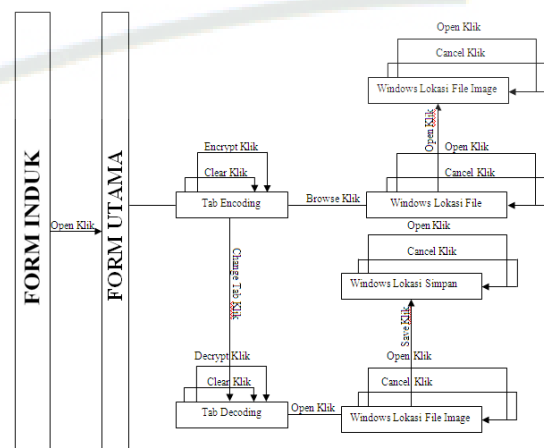 FORM INDUK
Open Klik
FORM UTAMA
Encrypt Klik
Clear Klik
Tab Encoding
Browse Klik
Open Klik
Cancel Klik
Windows Lokasi File Image
Open Klik
Open Klik
Cancel Klik
Windows Lokasi File
Open Klik
Cancel Klik
Windows Lokasi Simpan
Change Tab Klik
Save Klik
Decrypt Klik
Clear Klik
Tab Decoding
Open Klik
Open Klik
Cancel Klik
Windows Lokasi File Image